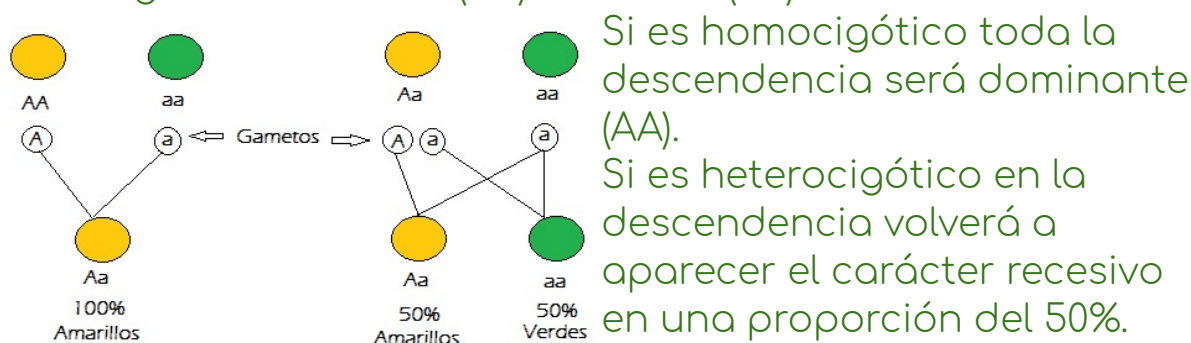 Si es homocigótico toda la
descendencia será dominante
(AA).
Si es heterocigótico en la
descendencia volverá a
aparecer el carácter recesivo
en una proporción del 50%.
AA aa
A a Gametos
Aa
100%
Amarillos
Aa aa
A a a
Aa aa
50% 50%
Amarillos Verdes